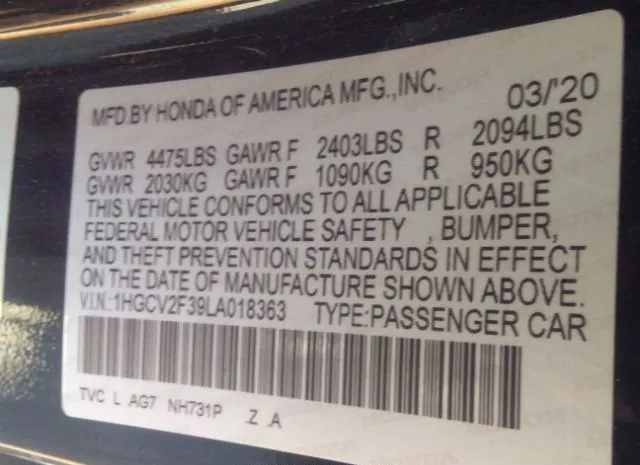 MFD.BY HONDA OF AMERICA MFG.,INC. 03/'20
GVWR 4475LBS GAWR F 2403LBS R 2094LBS
GVWR 2030KG GAWR F 1090KG R 950KG
THIS VEHICLE CONFORMS TO ALL APPLICABLE
FEDERAL MOTOR VEHICLE SAFETY , BUMPER,
AND THEFT PREVENTION STANDARDS IN EFFECT
ON THE DATE OF MANUFACTURE SHOWN ABOVE.
V.I.N.:1HGCV2F39LA018363 TYPE:PASSENGER CAR
TVC L AG7 NH731P .Z .A